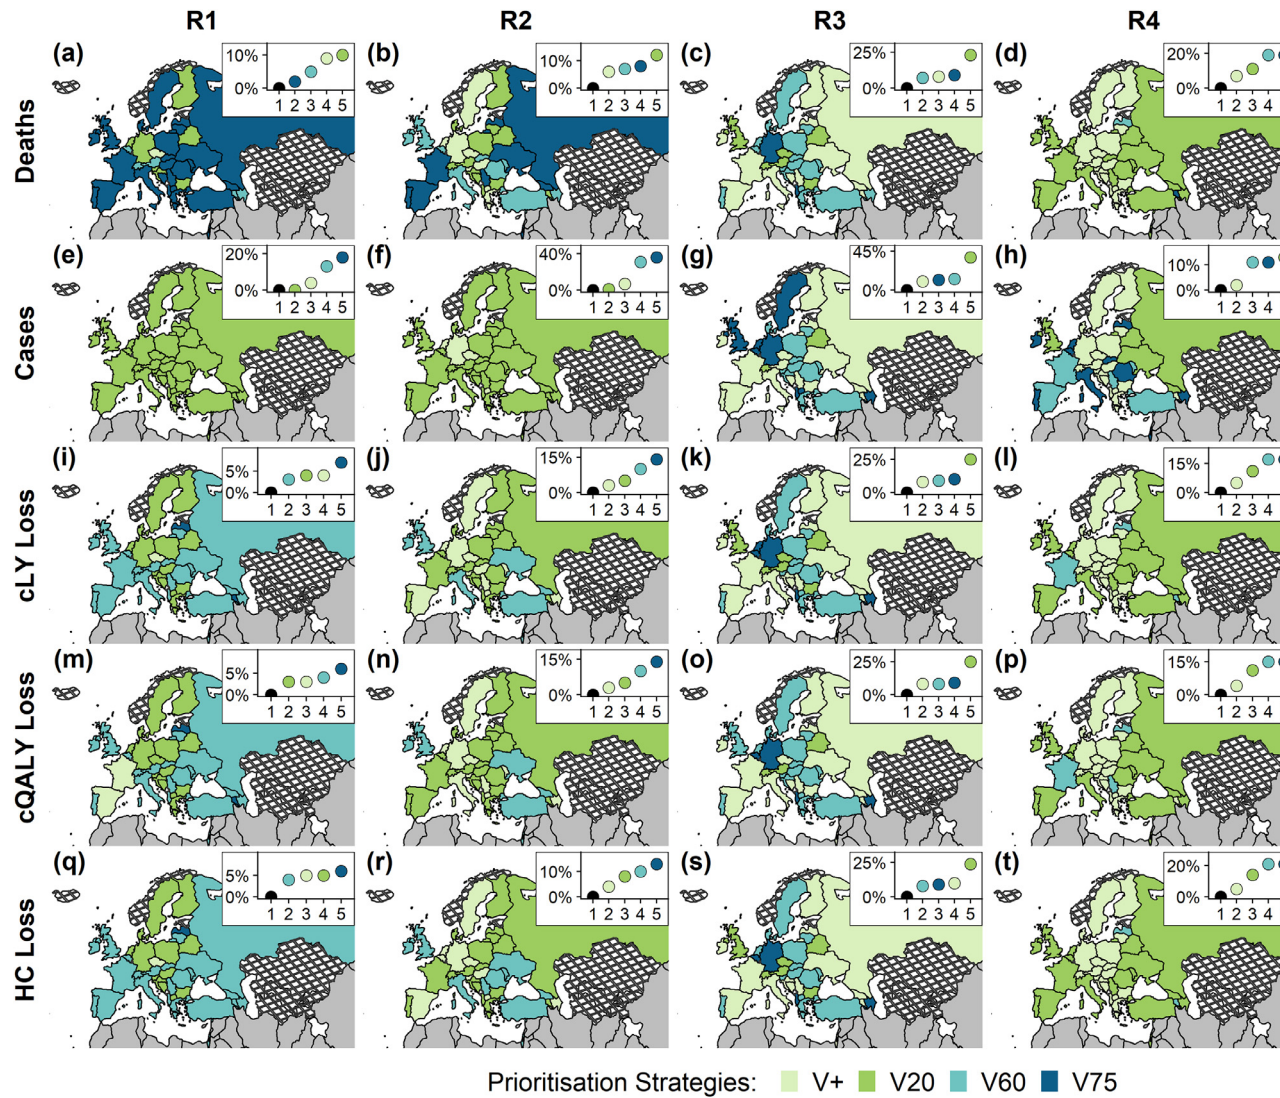 R1 R2 R3 R4
Deaths
(a) 10% 0% 1 2 3 4 5
(b) 10% 0% 1 2 3 4 5
(c) 25% 0% 1 2 3 4 5
(d) 20% 0% 1 2 3 4
Cases
(e) 20% 0% 1 2 3 4 5
(f) 40% 0% 1 2 3 4 5
(g) 45% 0% 1 2 3 4 5
(h) 10% 0% 1 2 3 4
cLY Loss
(i) 5% 0% 1 2 3 4 5
(j) 15% 0% 1 2 3 4 5
(k) 25% 0% 1 2 3 4 5
(l) 15% 0% 1 2 3 4
cQALY Loss
(m) 5% 0% 1 2 3 4 5
(n) 15% 0% 1 2 3 4 5
(o) 25% 0% 1 2 3 4 5
(p) 15% 0% 1 2 3 4
HC Loss
(q) 5% 0% 1 2 3 4 5
(r) 10% 0% 1 2 3 4 5
(s) 25% 0% 1 2 3 4 5
(t) 20% 0% 1 2 3 4
Prioritisation Strategies: V+ V20 V60 V75